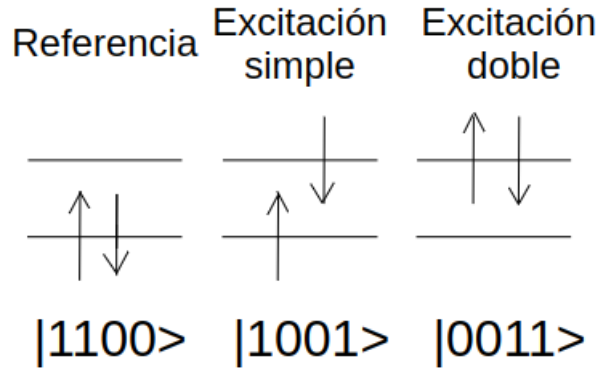 Referencia
Excitación
simple
Excitación
doble
|1100>
|1001>
|0011>